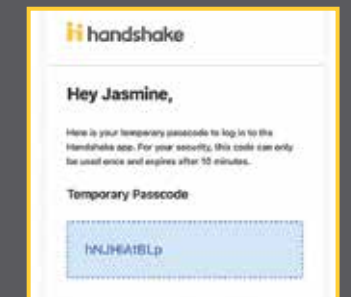 handshake
Hey Jasmine,
Here is your temporary passcode to log in to the
Handshake app. For your security, this code can only
be used once and expires after 10 minutes.
Temporary Passcode